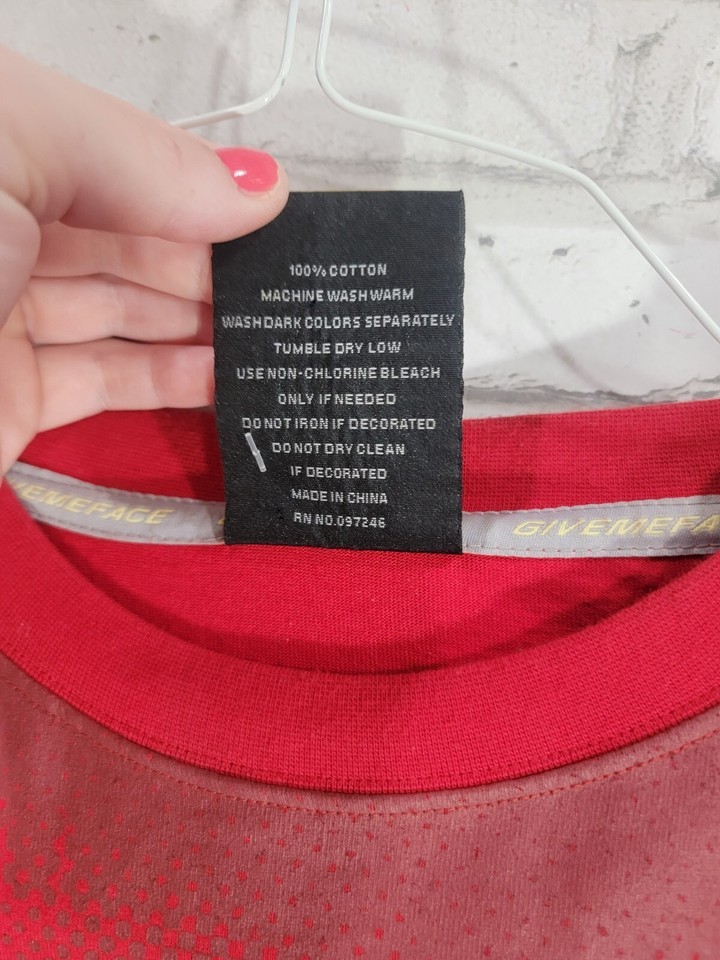 100% COTTON
MACHINE WASH WARM
WASH DARK COLORS SEPARATELY
TUMBLE DRY LOW
USE NON-CHLORINE BLEACH
ONLY IF NEEDED
DO NOT IRON IF DECORATED
DO NOT DRY CLEAN
IF DECORATED
MADE IN CHINA
RN NO.097246
VEMEFACE
GIVEMEFA